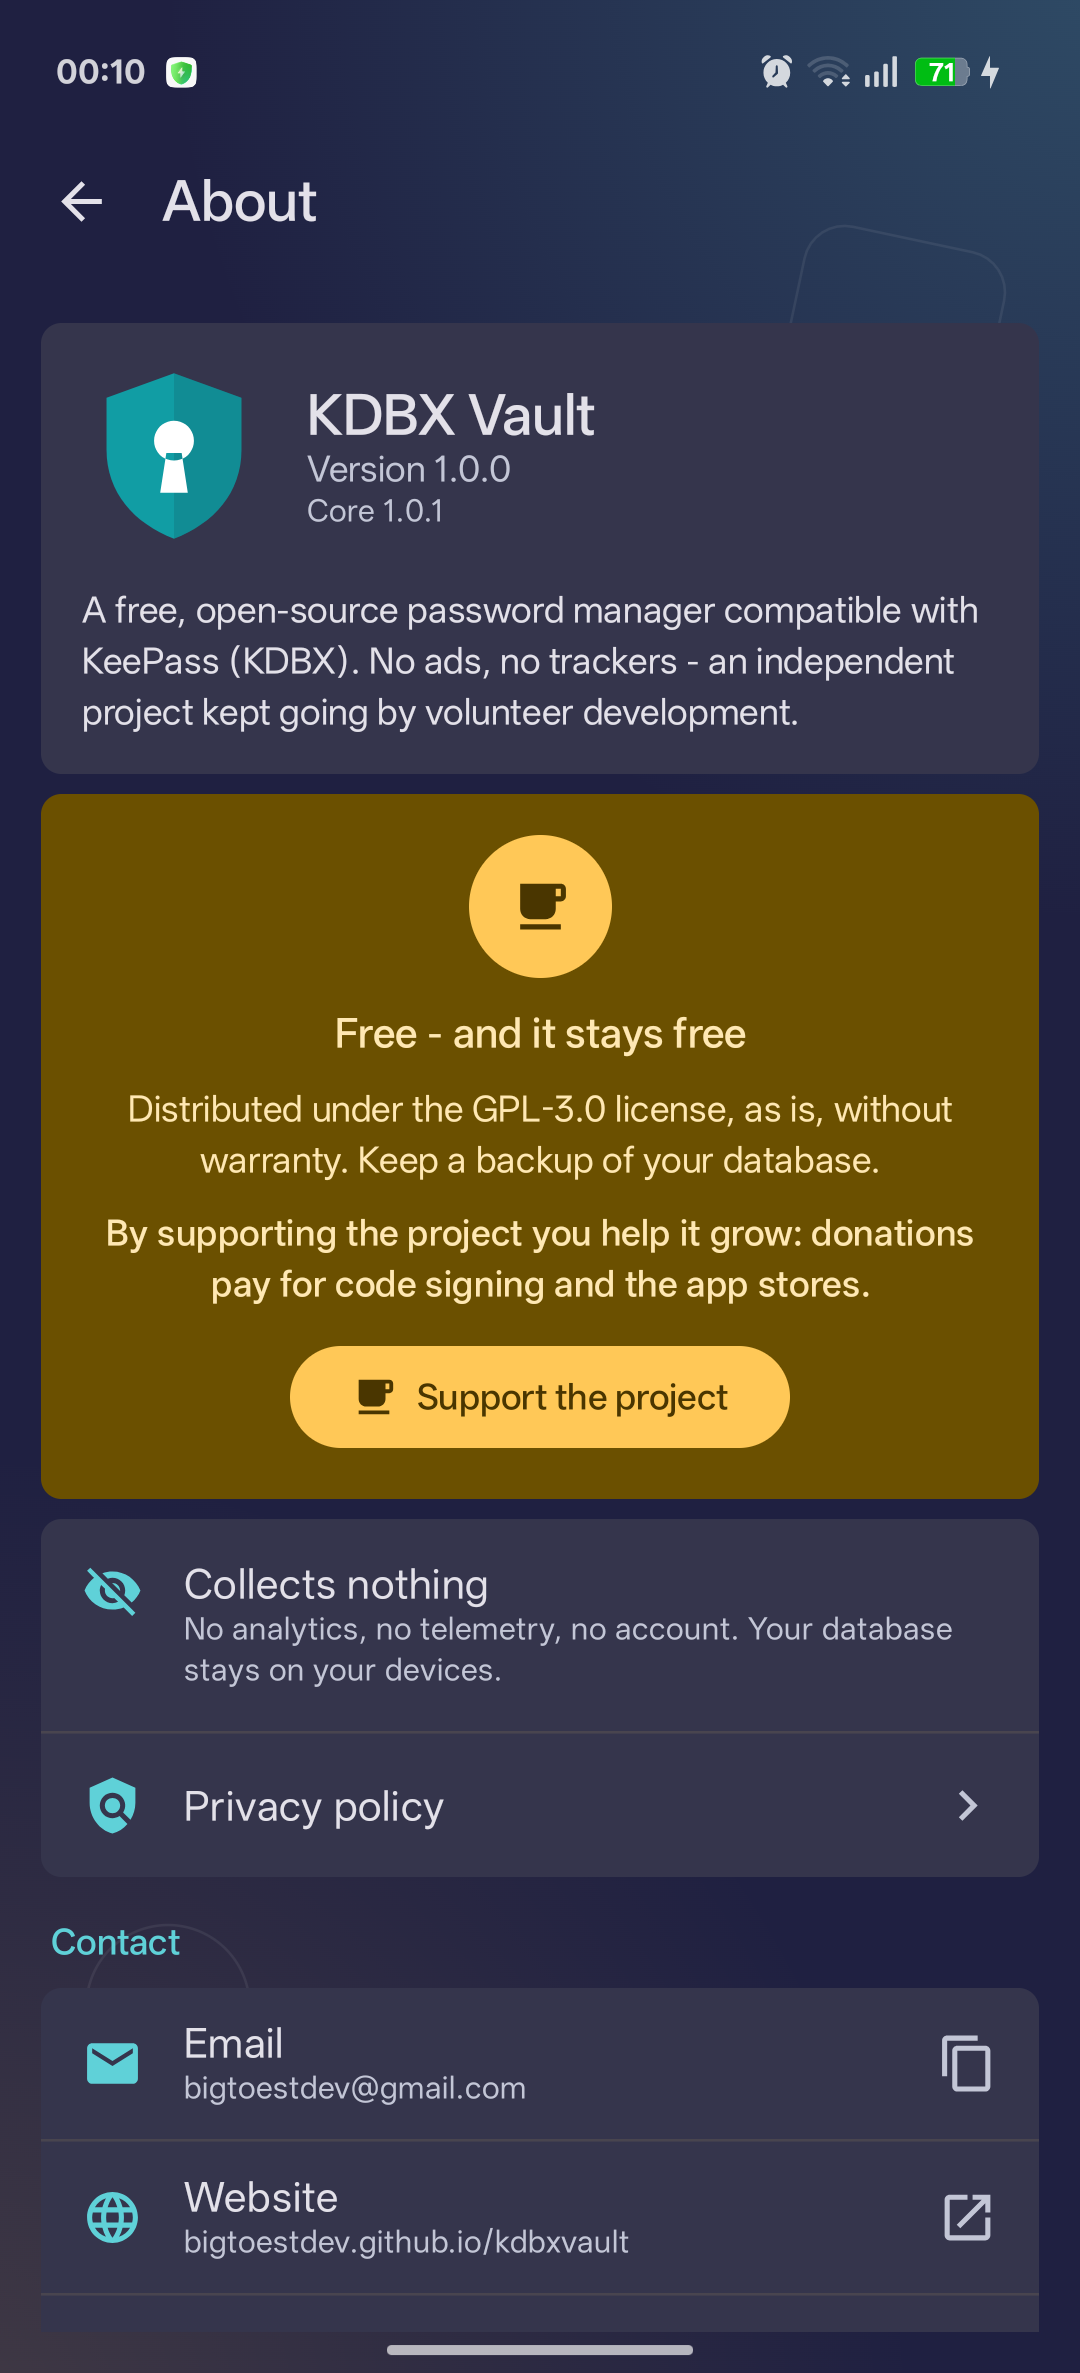 00:10
71
About
KDBX Vault
Version 1.0.0
Core 1.0.1
A free, open-source password manager compatible with
KeePass (KDBX). No ads, no trackers - an independent
project kept going by volunteer development.
Free - and it stays free
Distributed under the GPL-3.0 license, as is, without
warranty. Keep a backup of your database.
By supporting the project you help it grow: donations
pay for code signing and the app stores.
Support the project
Collects nothing
No analytics, no telemetry, no account. Your database
stays on your devices.
Privacy policy
Contact
Email
bigtoestdev@gmail.com
Website
bigtoestdev.github.io/kdbxvault